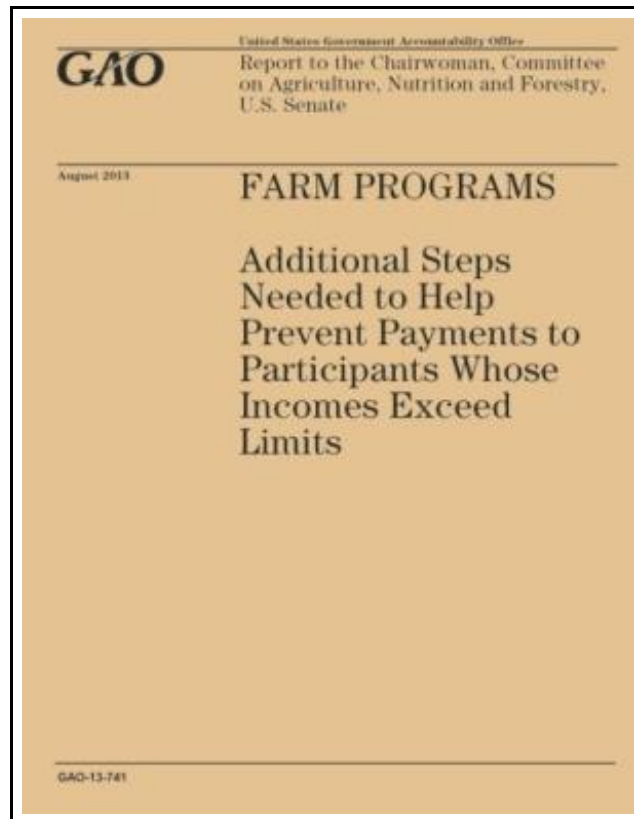 United States Government Accountability Office
GAO
Report to the Chairwoman, Committee
on Agriculture, Nutrition and Forestry,
U.S. Senate
August 2013
FARM PROGRAMS
Additional Steps
Needed to Help
Prevent Payments to
Participants Whose
Incomes Exceed
Limits
GAO-13-741